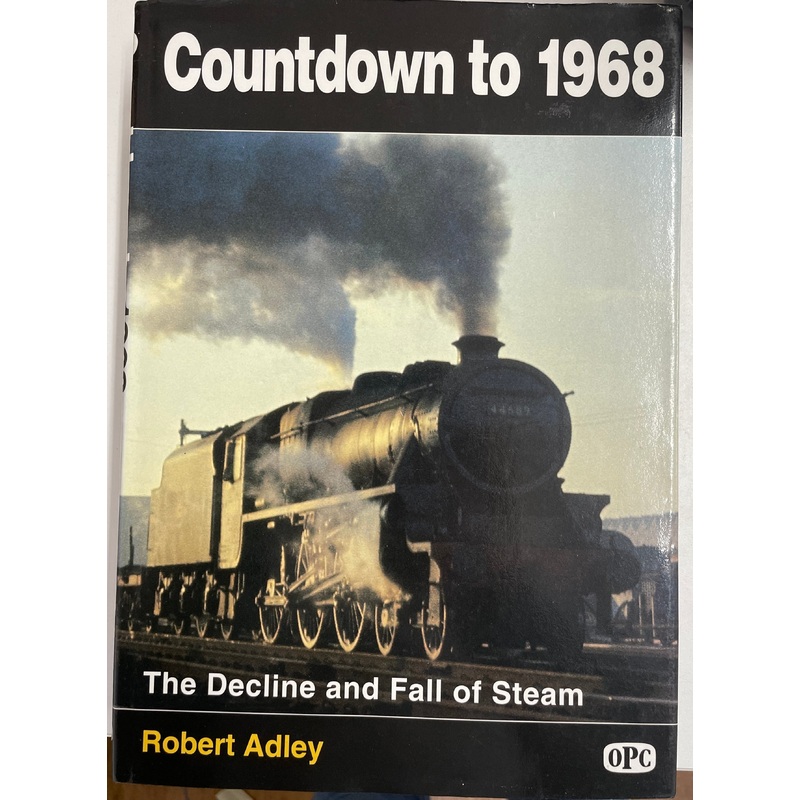 Countdown to 1968
The Decline and Fall of Steam
Robert Adley
OPC